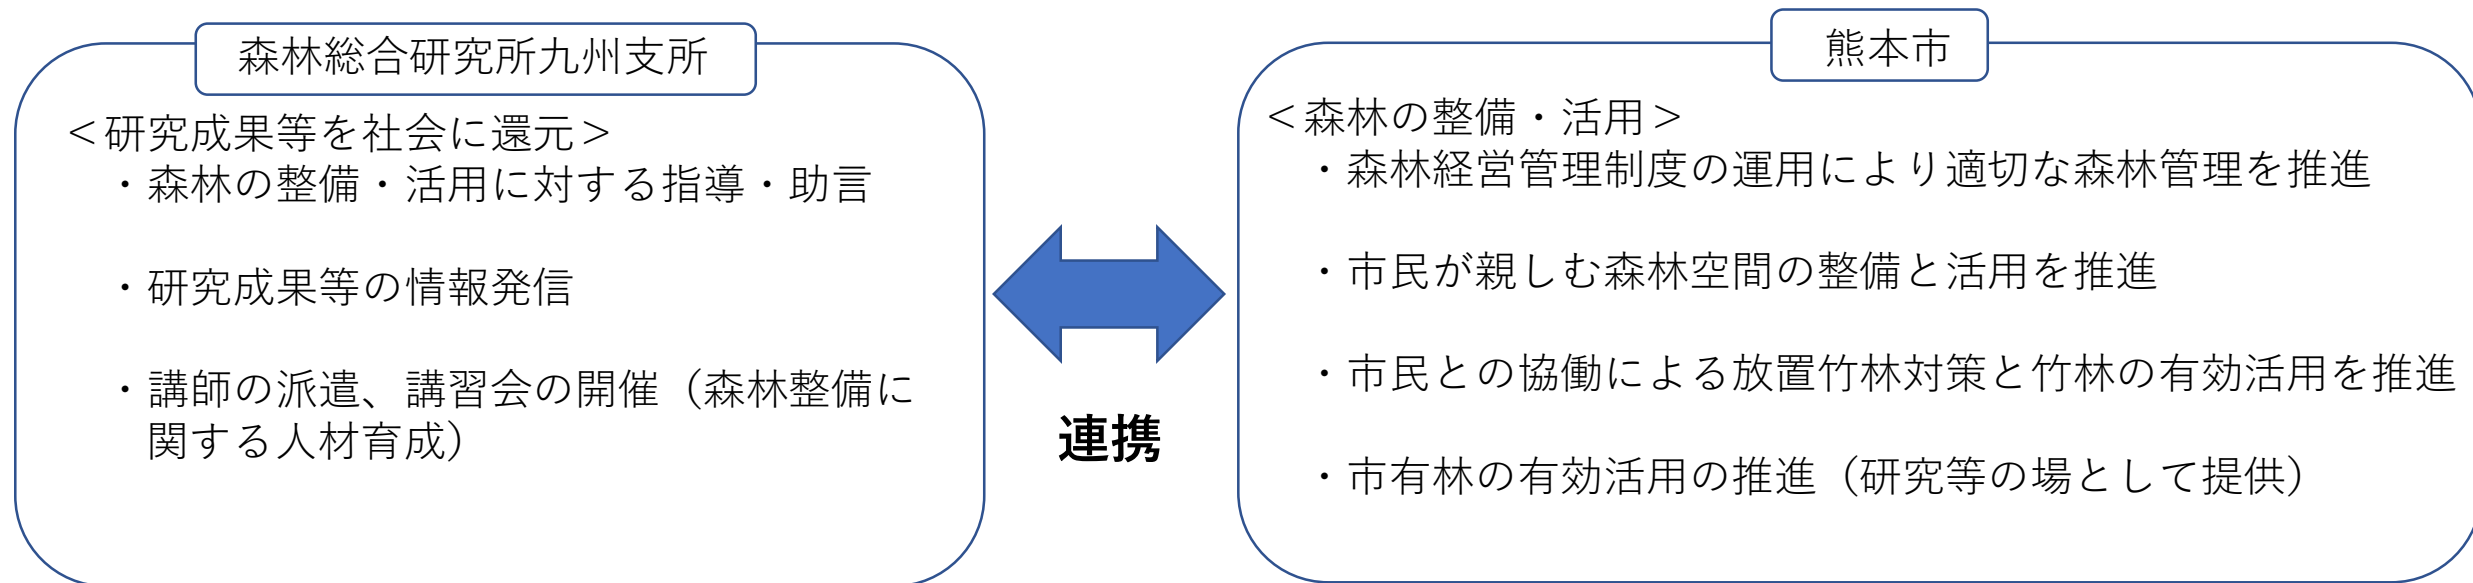 森林総合研究所九州支所
＜研究成果等を社会に還元＞
・森林の整備・活用に対する指導・助言
・研究成果等の情報発信
・講師の派遣、講習会の開催（森林整備に
関する人材育成）
連携
熊本市
＜森林の整備・活用＞
・森林経営管理制度の運用により適切な森林管理を推進
・市民が親しむ森林空間の整備と活用を推進
・市民との協働による放置竹林対策と竹林の有効活用を推進
・市有林の有効活用の推進（研究等の場として提供）